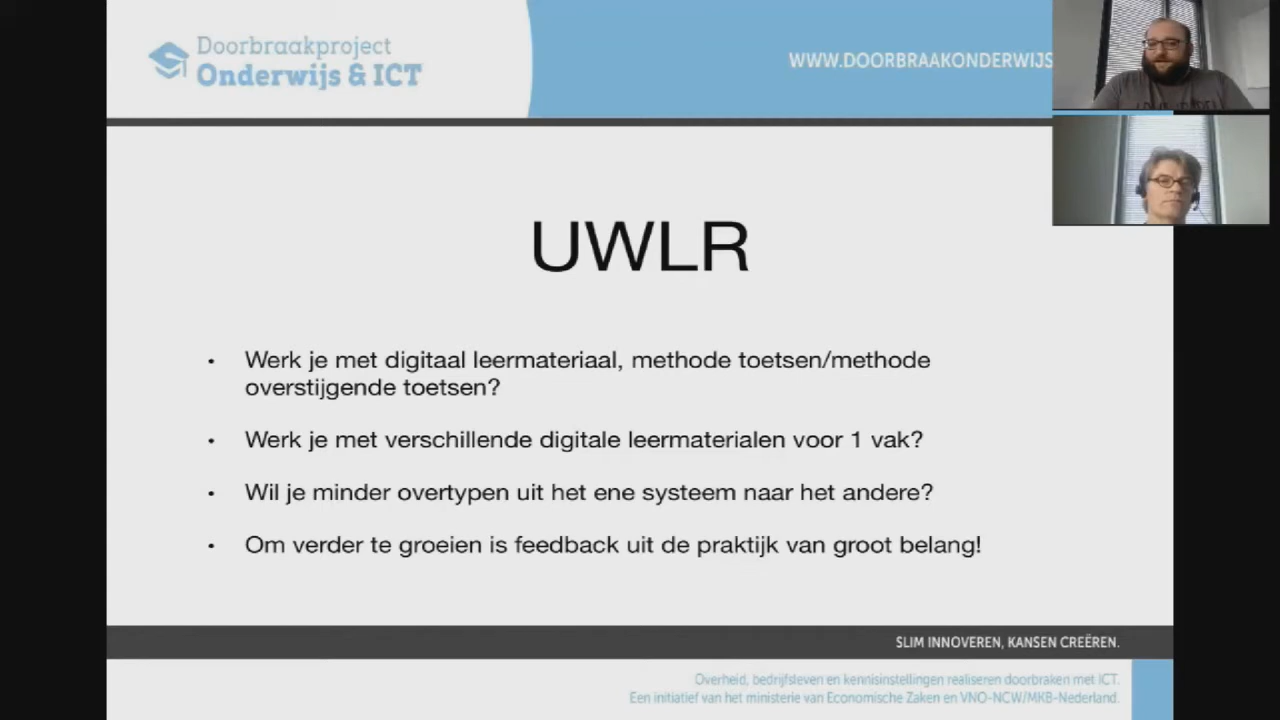 Doorbraakproject
Onderwijs & ICT
WWW.DOORBRAAKONDERWIJS
UWLR
• Werk je met digitaal leermateriaal, methode toetsen/methode
overstijgende toetsen?
• Werk je met verschillende digitale leermaterialen voor 1 vak?
• Wil je minder overtypen uit het ene systeem naar het andere?
• Om verder te groeien is feedback uit de praktijk van groot belang!
SLIM INNOVEREN, KANSEN CREËREN.
Overheid, bedrijfsleven en kennisinstellingen realiseren doorbraken met ICT.
Een initiatief van het ministerie van Economische Zaken en VNO-NCW/MKB-Nederland.